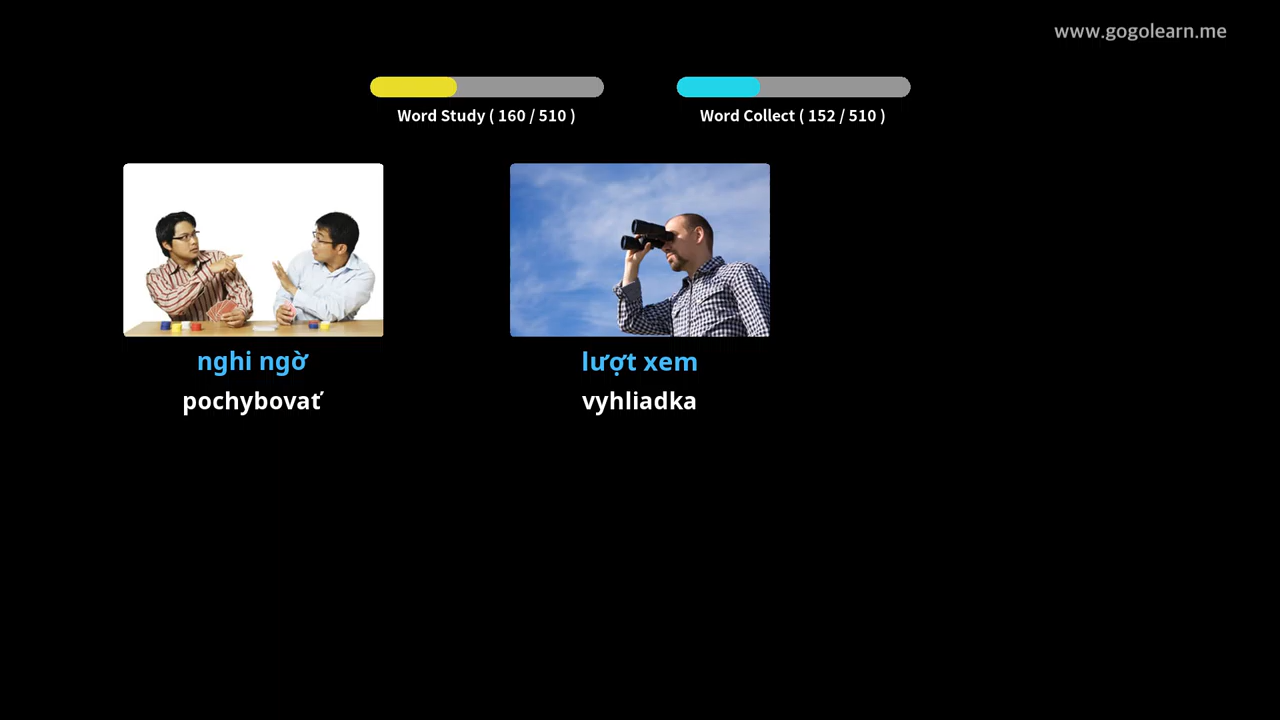 www.gogolearn.me
Word Study ( 160 / 510 )
Word Collect ( 152 / 510 )
nghi ngờ
lượt xem
pochybovať
vyhliadka